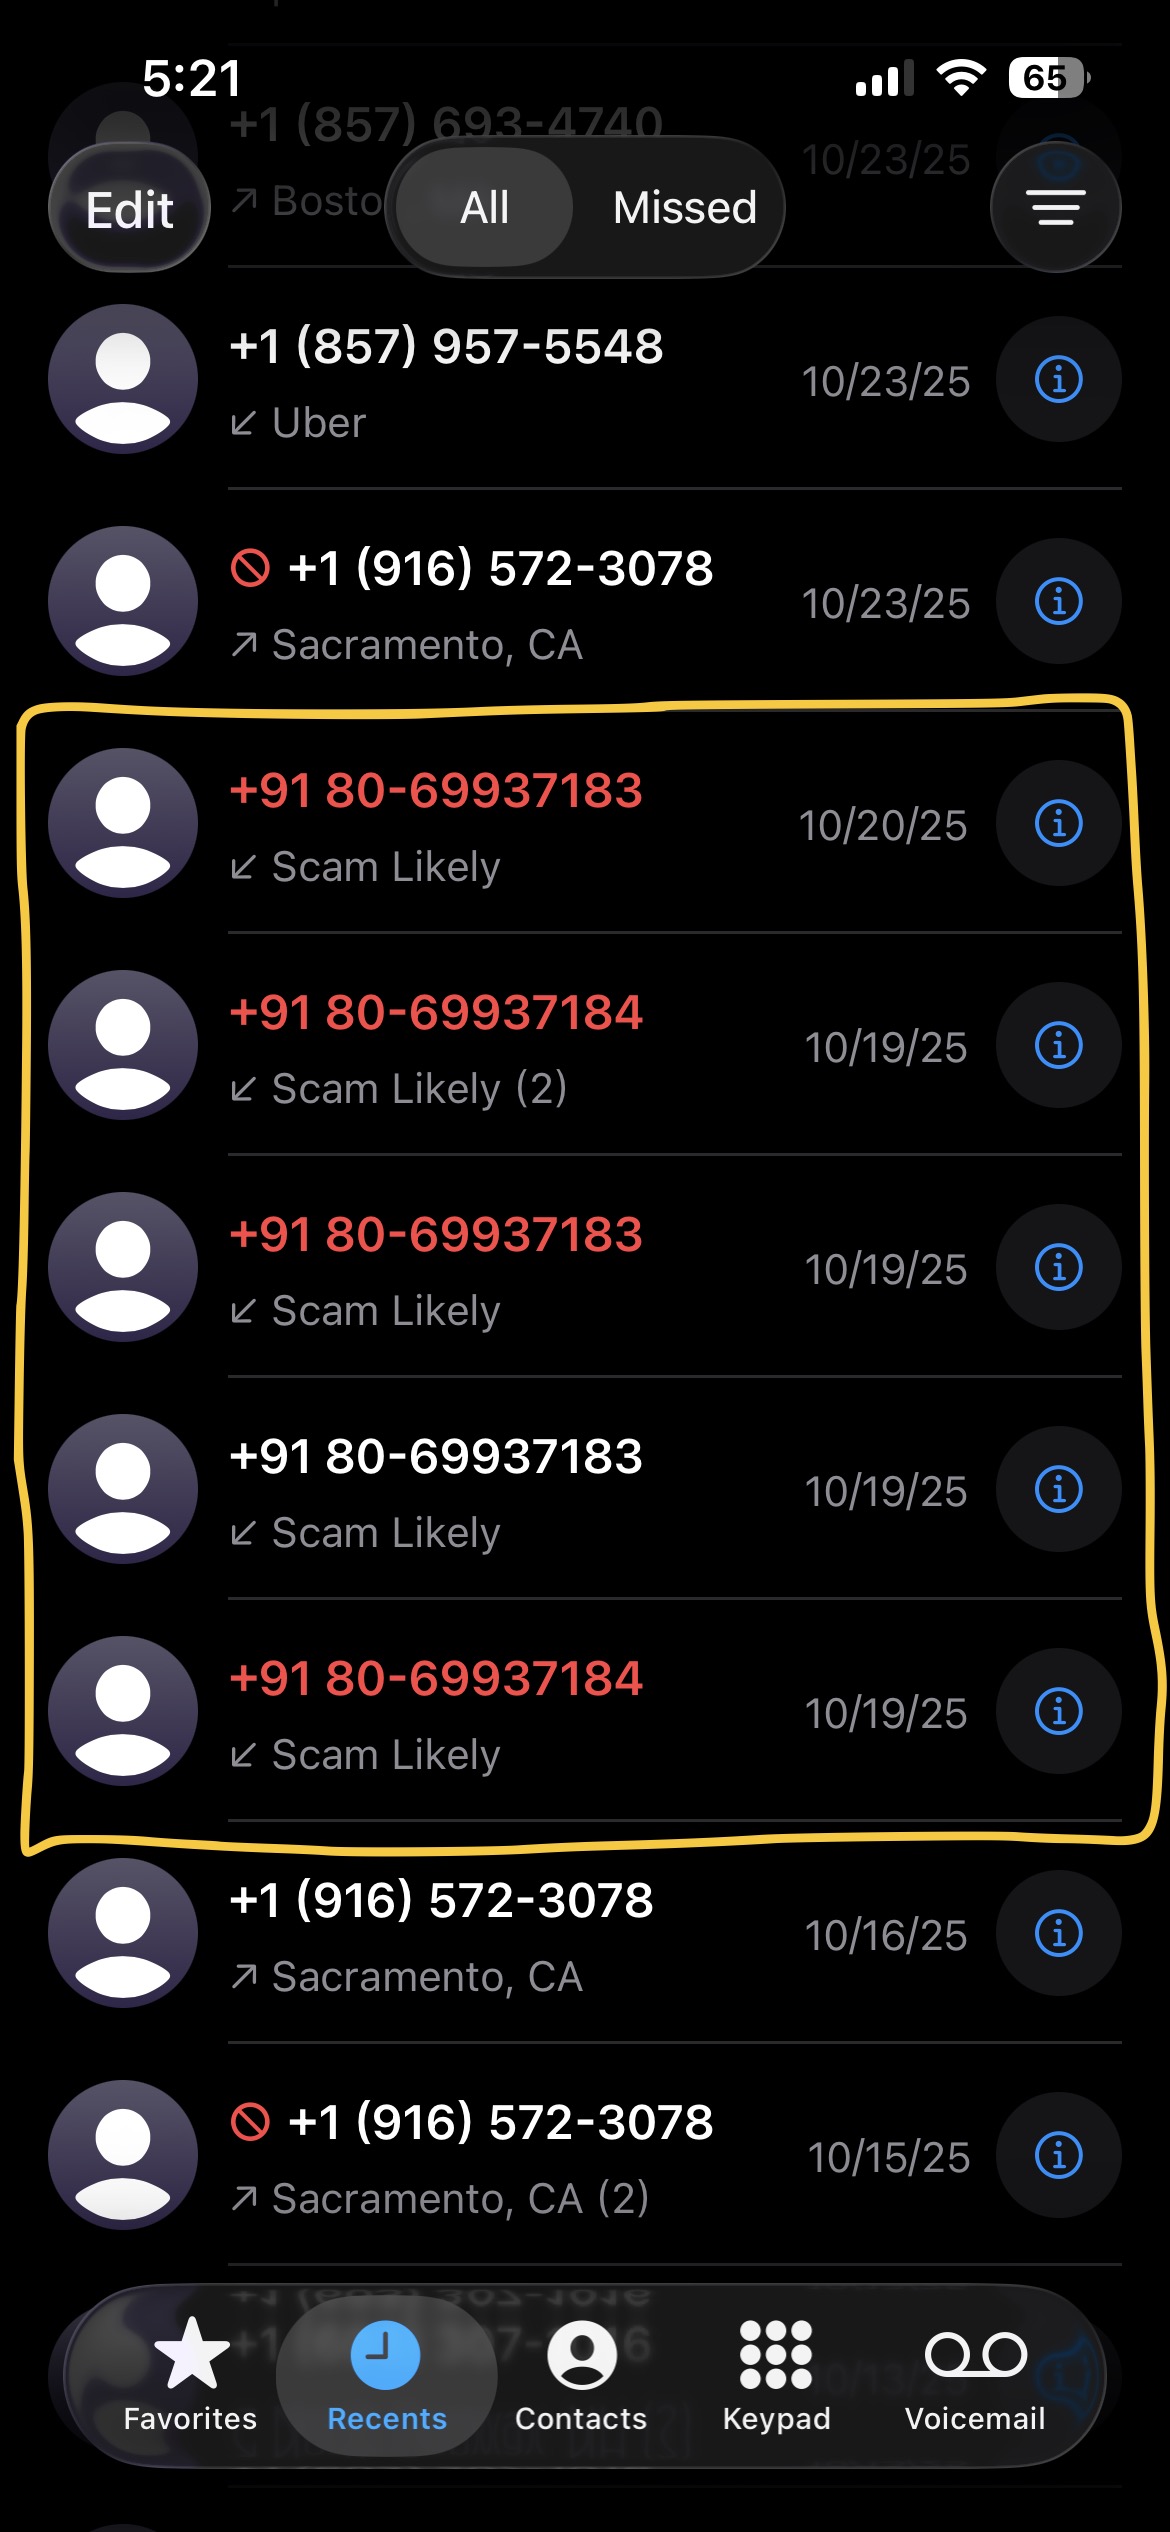 5:21
65
+1 (857) 693-4740
10/23/25
Edit
Bosto
All
Missed
+1 (857) 957-5548
10/23/25
Uber
+1 (916) 572-3078
10/23/25
Sacramento, CA
+91 80-69937183
10/20/25
Scam Likely
+91 80-69937184
10/19/25
Scam Likely (2)
+91 80-69937183
10/19/25
Scam Likely
+91 80-69937183
10/19/25
Scam Likely
+91 80-69937184
10/19/25
Scam Likely
+1 (916) 572-3078
10/16/25
Sacramento, CA
+1 (916) 572-3078
10/15/25
Sacramento, CA (2)
Favorites
Recents
Contacts
Keypad
Voicemail